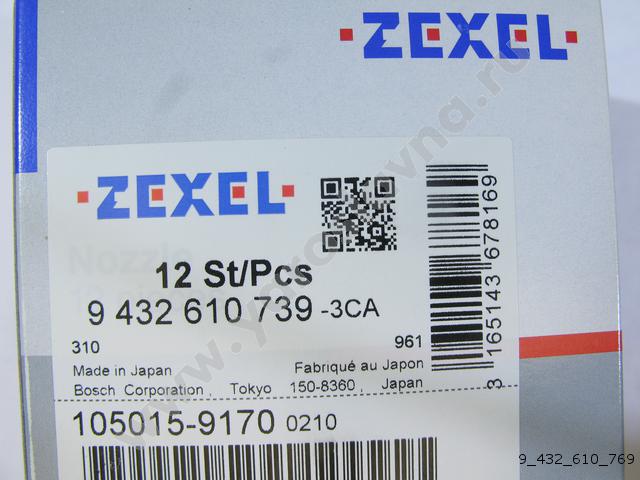 ZEXEL
ZEXEL
Nozzle
12 St/Pcs
9 432 610 739 -3CA
310 961
Made in Japan Fabriqué au Japon
Bosch Corporation, Tokyo 150-8360, Japan
105015-9170 0210
3 165143 678169
9_432_610_769